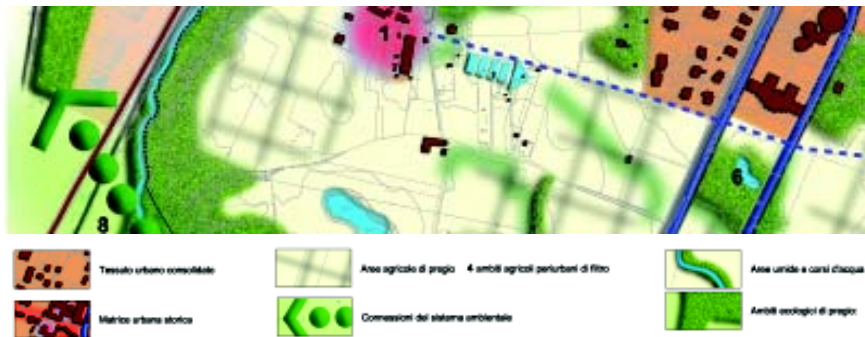 1
6
8
Tessuto urbano consolidato
Aree agricole di pregio 4 ambiti agricoli periurbani di filtro
Aree umide e corsi d'acqua
Matrice urbana storica
Connessioni del sistema ambientale
Ambiti ecologici di pregio: